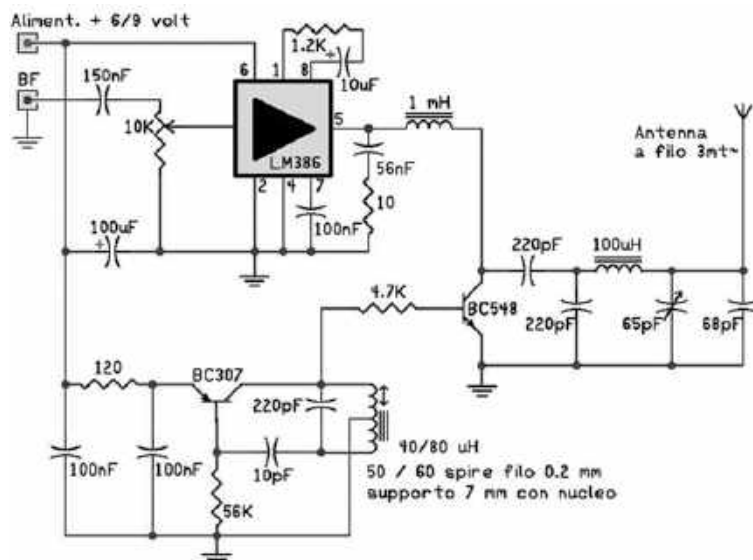 Aliment. + 6/9 volt
BF
150nF
10K
100uF
6
1
8
1.2K
+
10uF
LM386
5
2
4
7
100nF
56nF
10
1 mH
Antenna
a filo 3mt~
220pF
100uH
220pF
65pF
68pF
BC548
4.7K
120
BC307
220pF
10pF
100nF
100nF
56K
40/80 uH
50 / 60 spire filo 0.2 mm
supporto 7 mm con nucleo
+